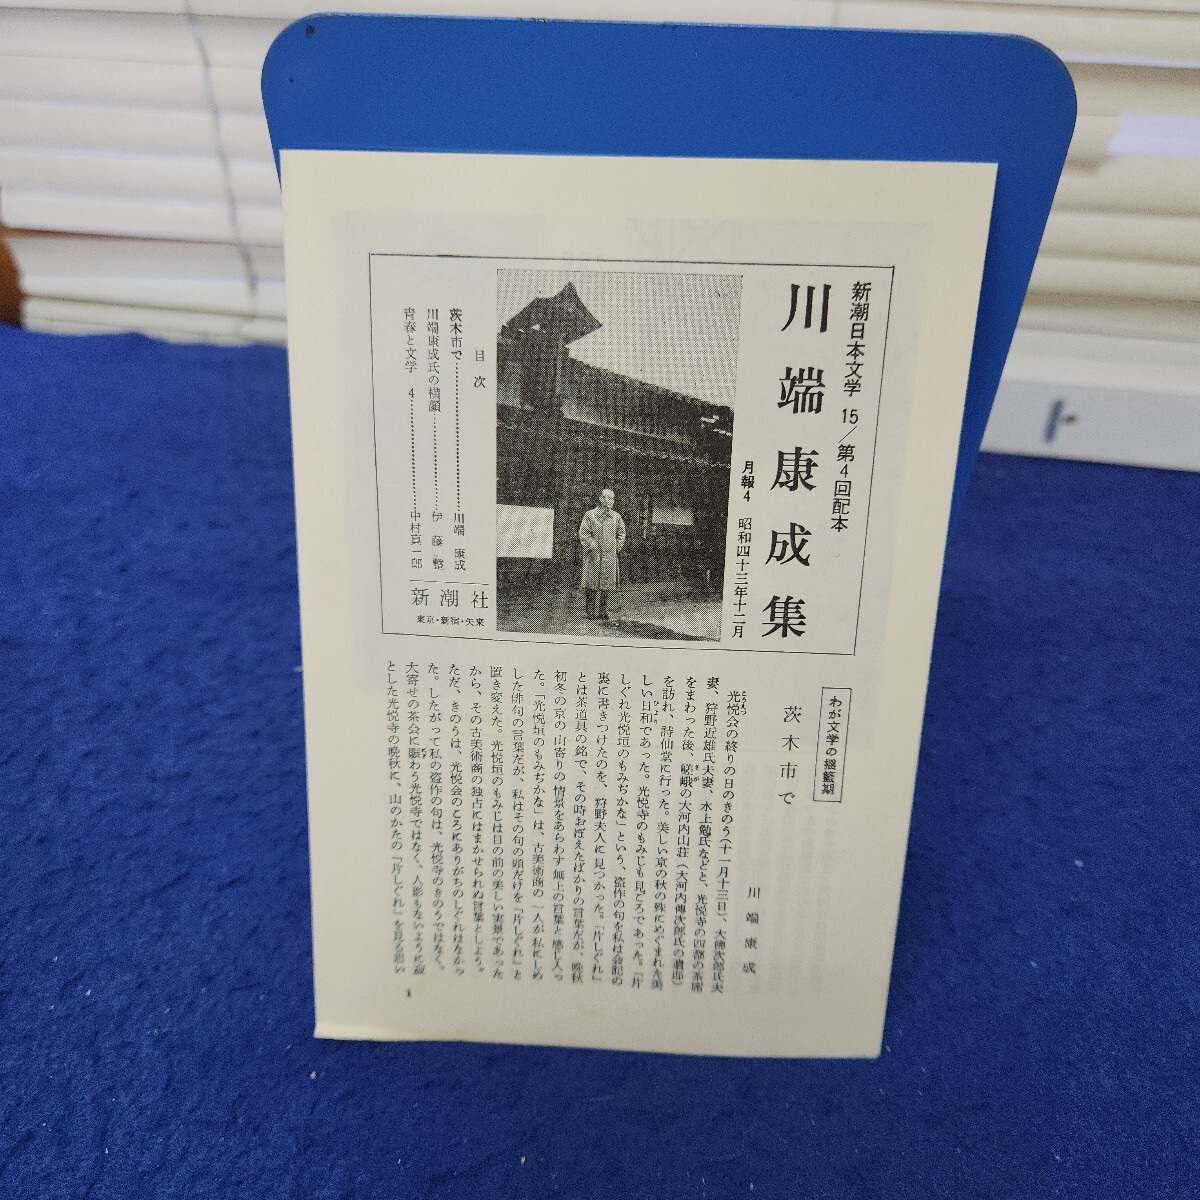 新潮日本文学 15/第4回配本
川端康成集
月報4 昭和四十三年十二月
目次
茨木市で……………………川端康成
川端康成氏の横顔……………伊藤整
青春と文学 4……………中村真一郎
新潮社
東京・新宿・矢来
わが文学の揺籃期
茨木市で
川端康成
光悦会の終りの日のきのう(十一月十三日)、大佛次郎氏夫
妻、狩野近雄氏夫妻、水上勉氏などと、光悦寺の四都の茶席
をまわった後、嵯峨の大河内山荘(大河内傳次郎氏の遺邸)
を訪れ、詩仙堂に行った。美しい京の秋の殊にめぐまれた美
しい日和であった。光悦寺のもみじも見どろであった。「片
しぐれ光悦垣のもみぢかな」という、盗作の句を私は会記の
裏に書きつけたのを、狩野夫人に見つかった。「片しぐれ」
とは茶道具の銘で、その時おぼえたばかりの言葉だが、晩秋
初冬の京の山寄りの情景をあらわす無上の言葉と感じ入っ
た。「光悦垣のもみぢかな」は、古美術商の一人が私にしめ
した俳句の言葉だが、私はその句の頭だけを「片しぐれ」と
置き変えた。光悦垣のもみじは目の前の美しい実景であった
から、その古美術商の独占にはまかせられぬ言葉としよう。
ただ、きのうは、光悦会のころにありがちのしぐれはなかっ
た。したがって私の盗作の句は、光悦寺のきのうではなく、
大寄せの茶会に賑わう光悦寺ではなく、人影もないように寂
とした光悦寺の晩秋に、山のかたの「片しぐれ」を見る思い
1